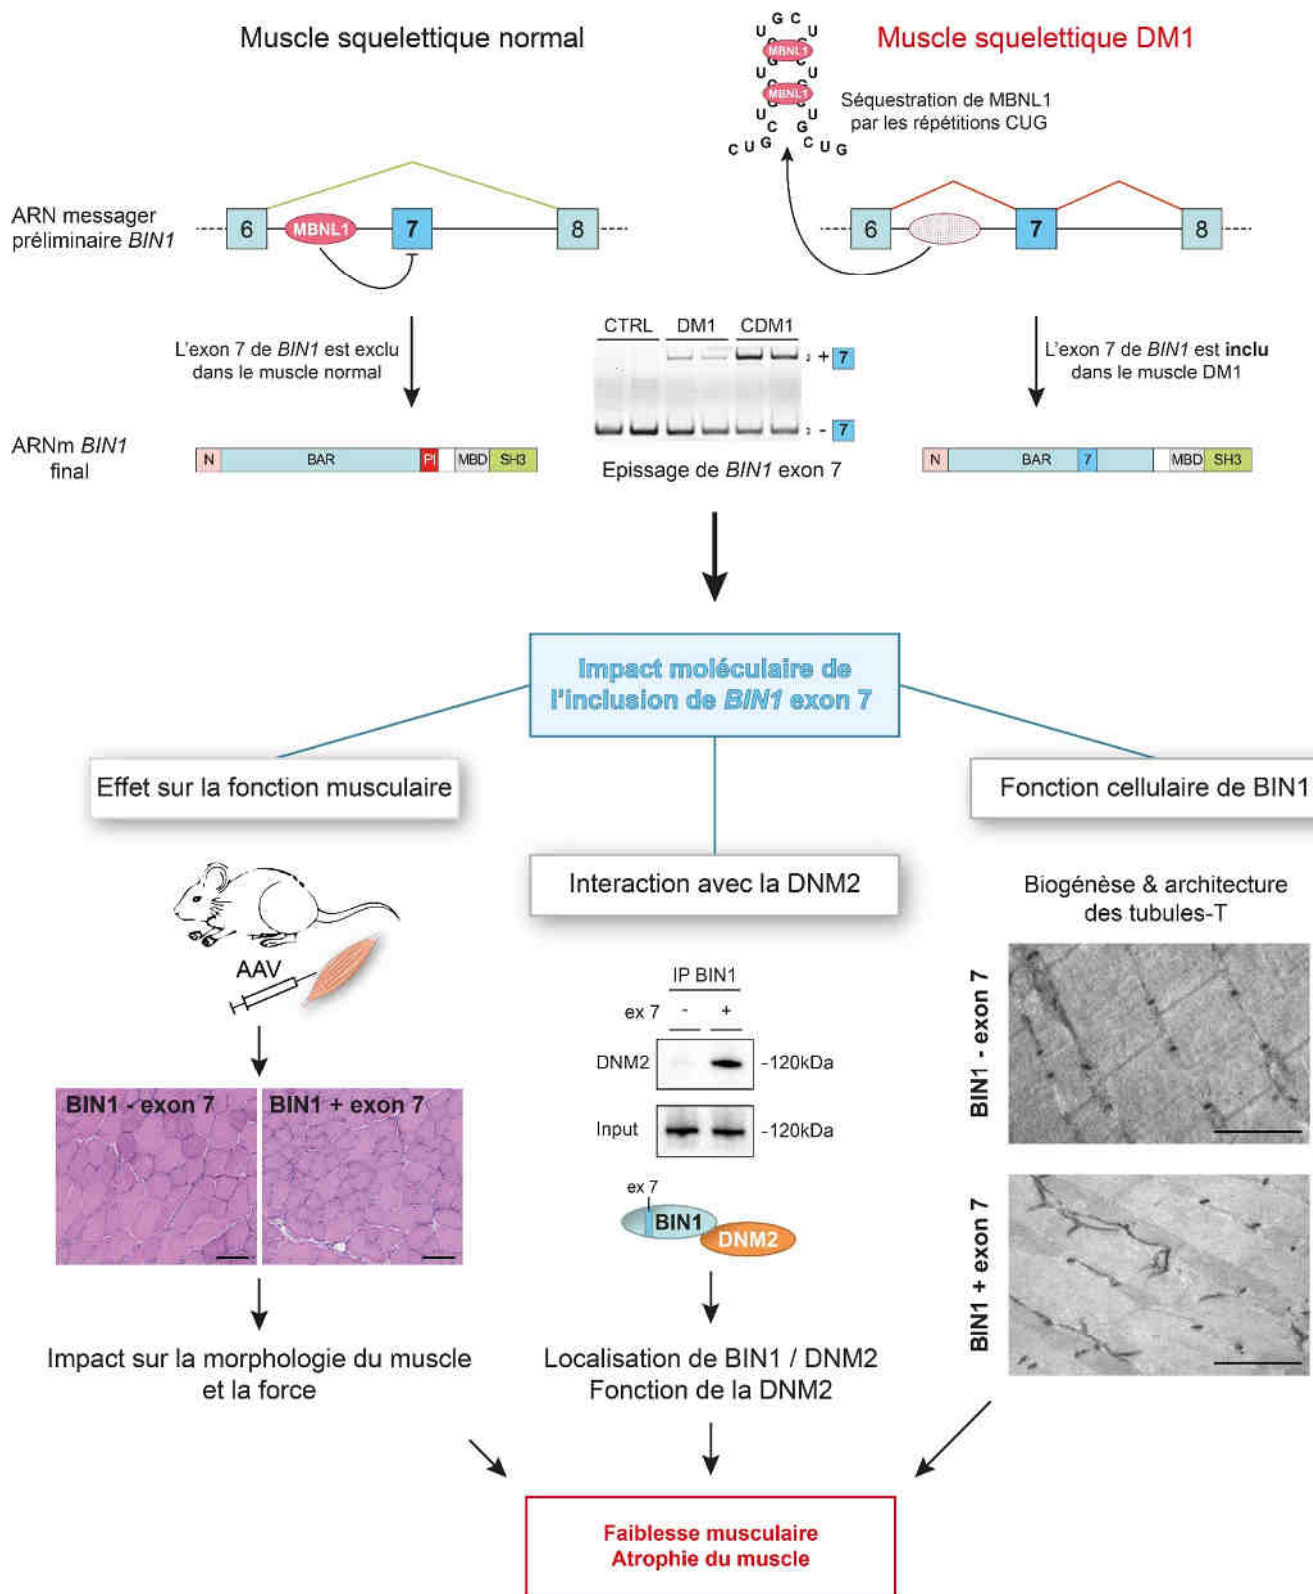 Muscle squelettique normal
Muscle squelettique DM1
MBNL1
MBNL1
Séquestration de MBNL1
par les répétitions CUG
C U G
C U G
ARN messager
préliminaire BIN1
6
MBNL1
7
8
6
7
8
L'exon 7 de BIN1 est exclu
dans le muscle normal
CTRL
DM1
CDM1
+ 7
- 7
L'exon 7 de BIN1 est inclu
dans le muscle DM1
ARNm BIN1
final
N
BAR
PI
MBD
SH3
Epissage de BIN1 exon 7
N
BAR
7
MBD
SH3
Impact moléculaire de
l'inclusion de BIN1 exon 7
Effet sur la fonction musculaire
Interaction avec la DNM2
Fonction cellulaire de BIN1
AAV
BIN1 - exon 7
BIN1 + exon 7
Impact sur la morphologie du muscle
et la force
IP BIN1
ex 7 - +
DNM2
-120kDa
Input
-120kDa
ex 7
BIN1
DNM2
Localisation de BIN1 / DNM2
Fonction de la DNM2
Biogénèse & architecture
des tubules-T
BIN1 - exon 7
BIN1 + exon 7
Faiblesse musculaire
Atrophie du muscle